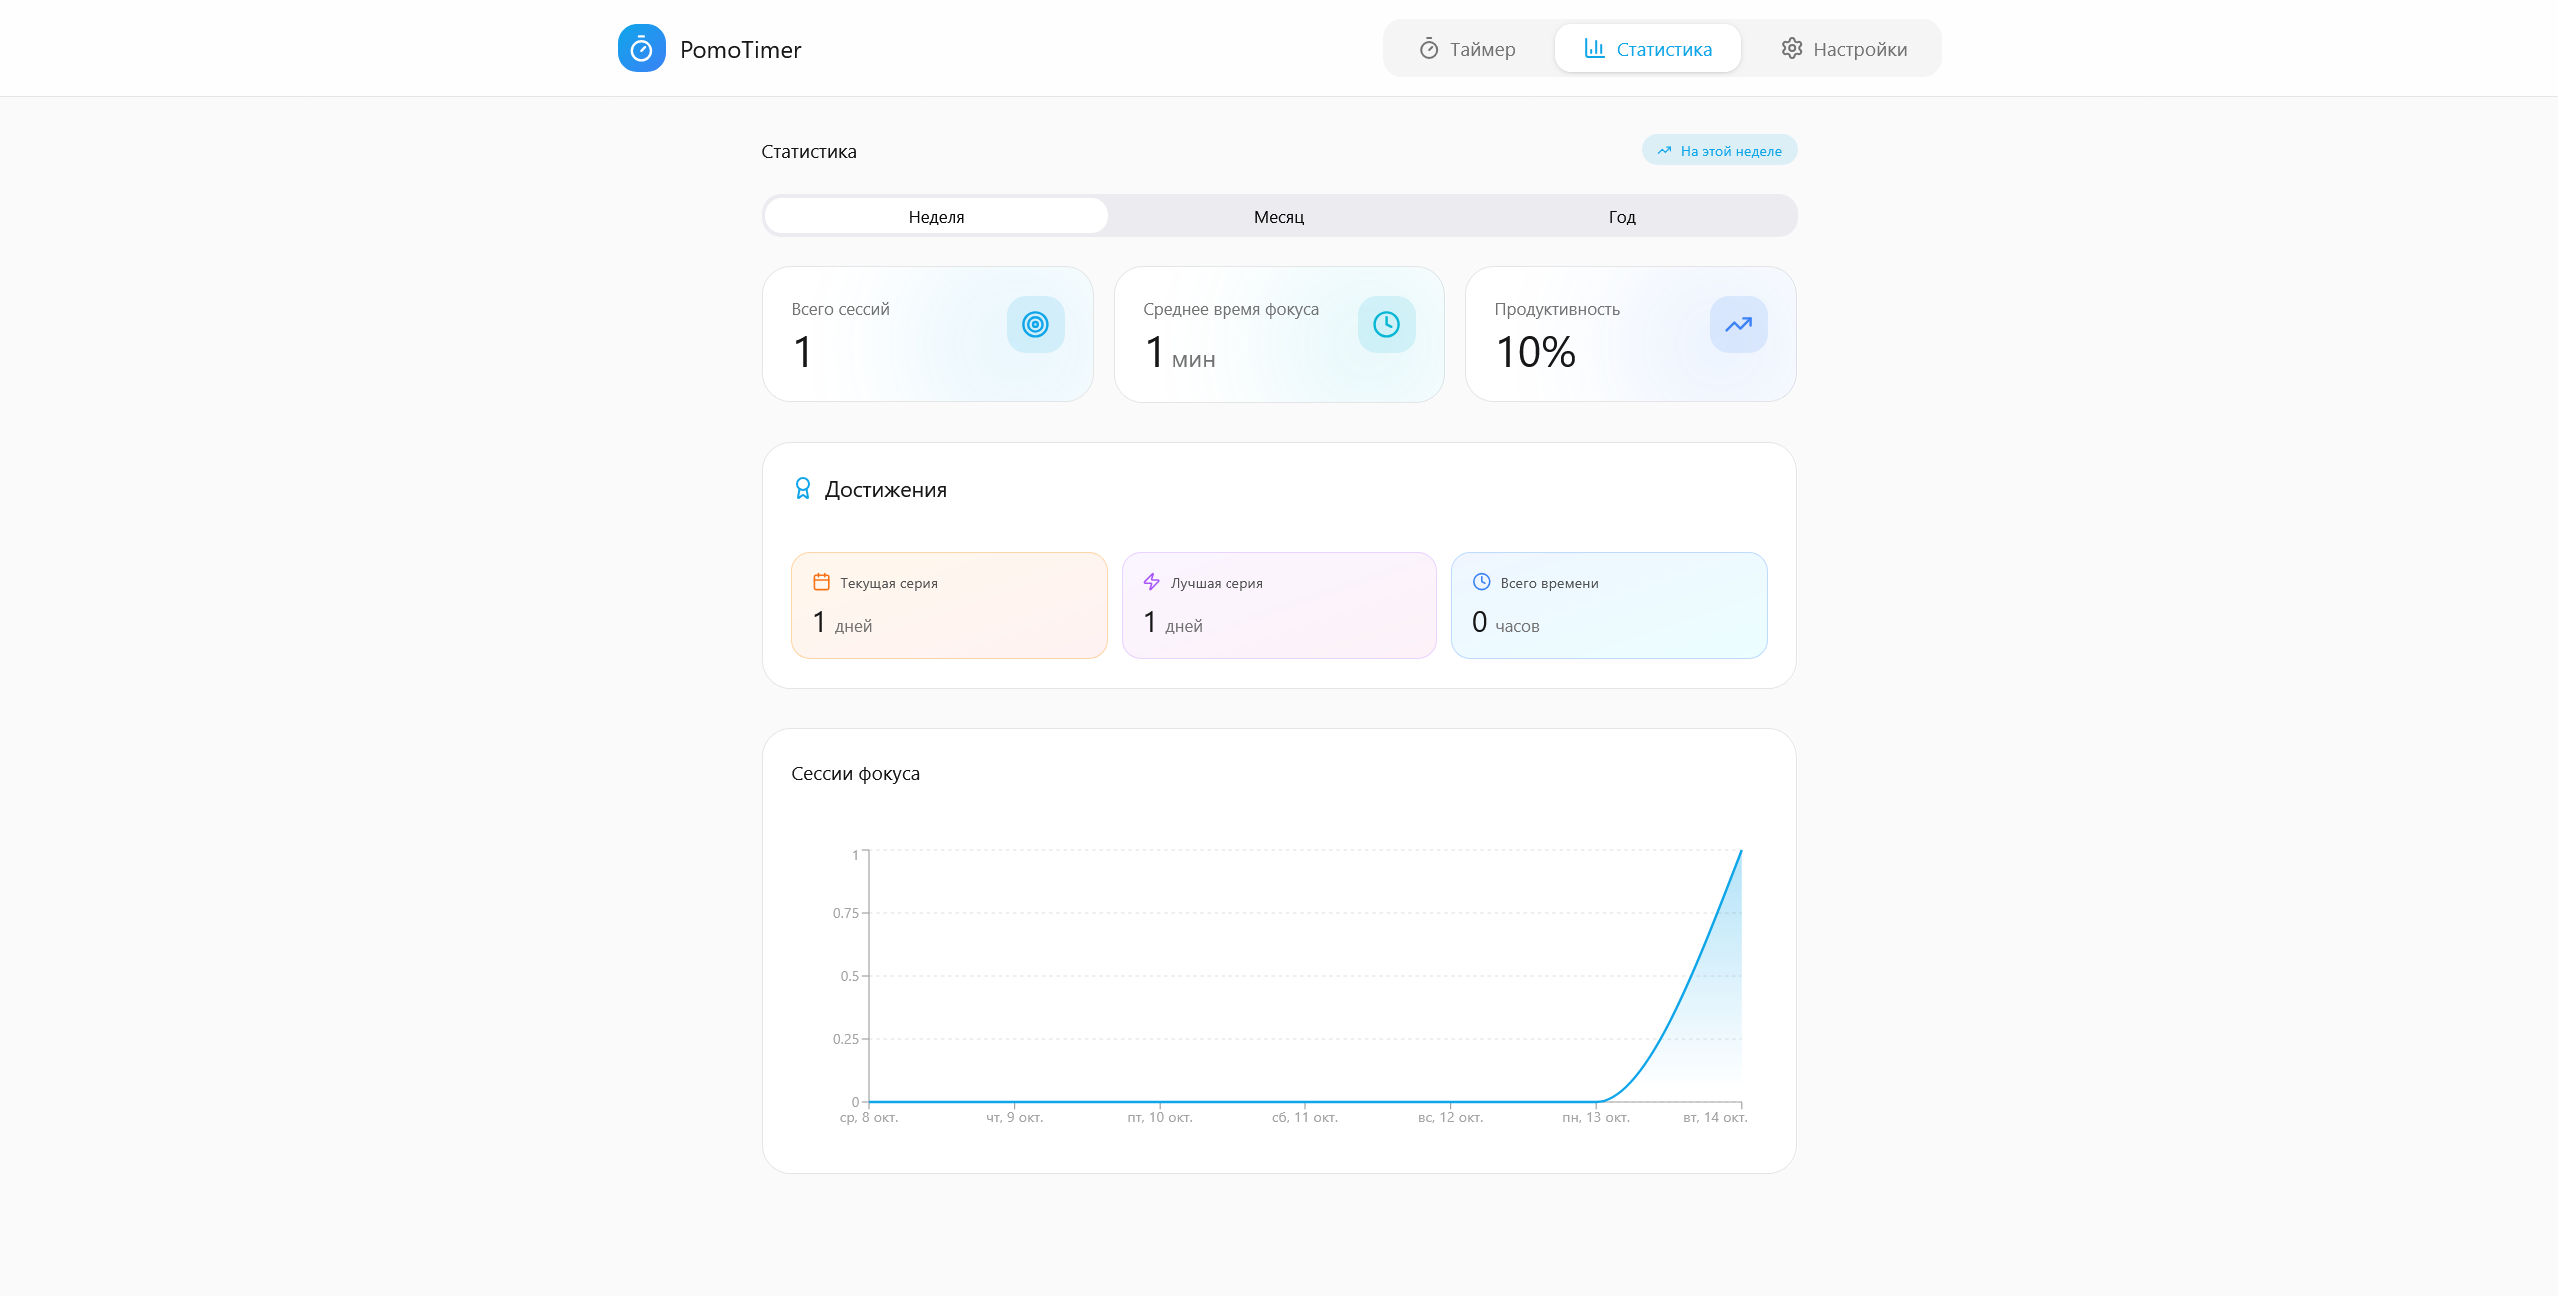 PomoTimer
Таймер
Статистика
Настройки
Статистика
На этой неделе
Неделя
Месяц
Год
Всего сессий
1
Среднее время фокуса
1 мин
Продуктивность
10%
Достижения
Текущая серия
1 дней
Лучшая серия
1 дней
Всего времени
0 часов
Сессии фокуса
1
0.75
0.5
0.25
0
ср, 8 окт.
чт, 9 окт.
пт, 10 окт.
сб, 11 окт.
вс, 12 окт.
пн, 13 окт.
вт, 14 окт.